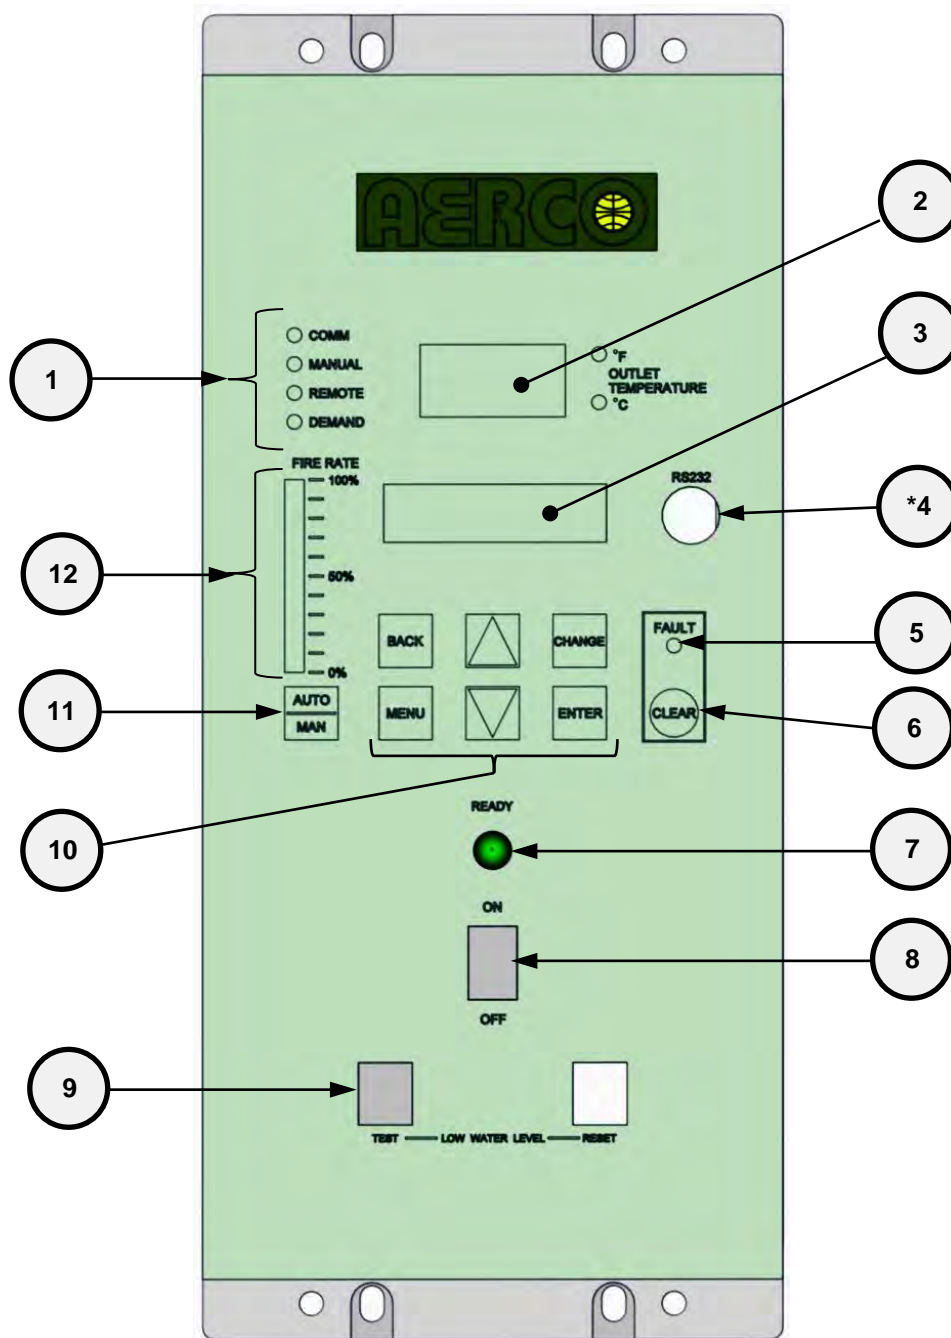 AERCO
2
3
1
COMM
MANUAL
REMOTE
DEMAND
°F
OUTLET
TEMPERATURE
°C
FIRE RATE
100%
50%
0%
RS232
*4
12
BACK
CHANGE
FAULT
5
11
AUTO
MAN
MENU
ENTER
CLEAR
6
10
READY
7
ON
8
OFF
9
TEST LOW WATER LEVEL RESET